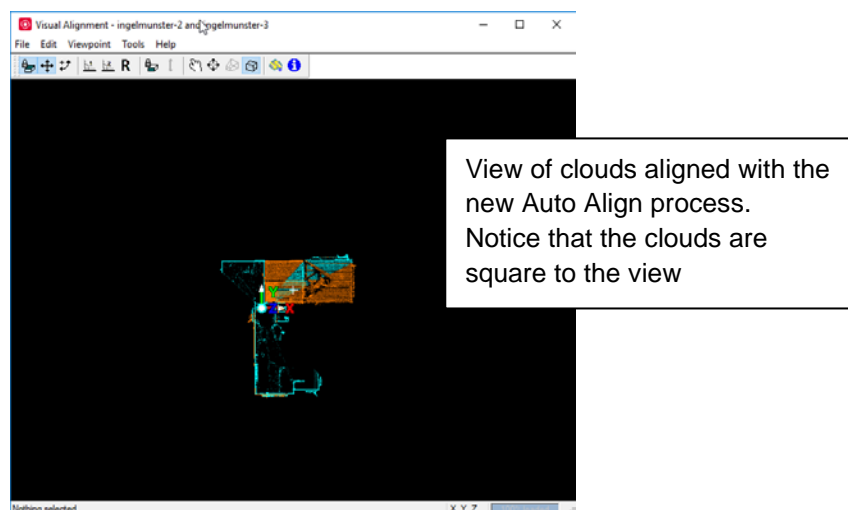 Visual Alignment - ingelmunster-2 and ingelmunster-3
File Edit Viewpoint Tools Help
R
View of clouds aligned with the
new Auto Align process.
Notice that the clouds are
square to the view
Y
Z X
Nothing selected
X Y Z